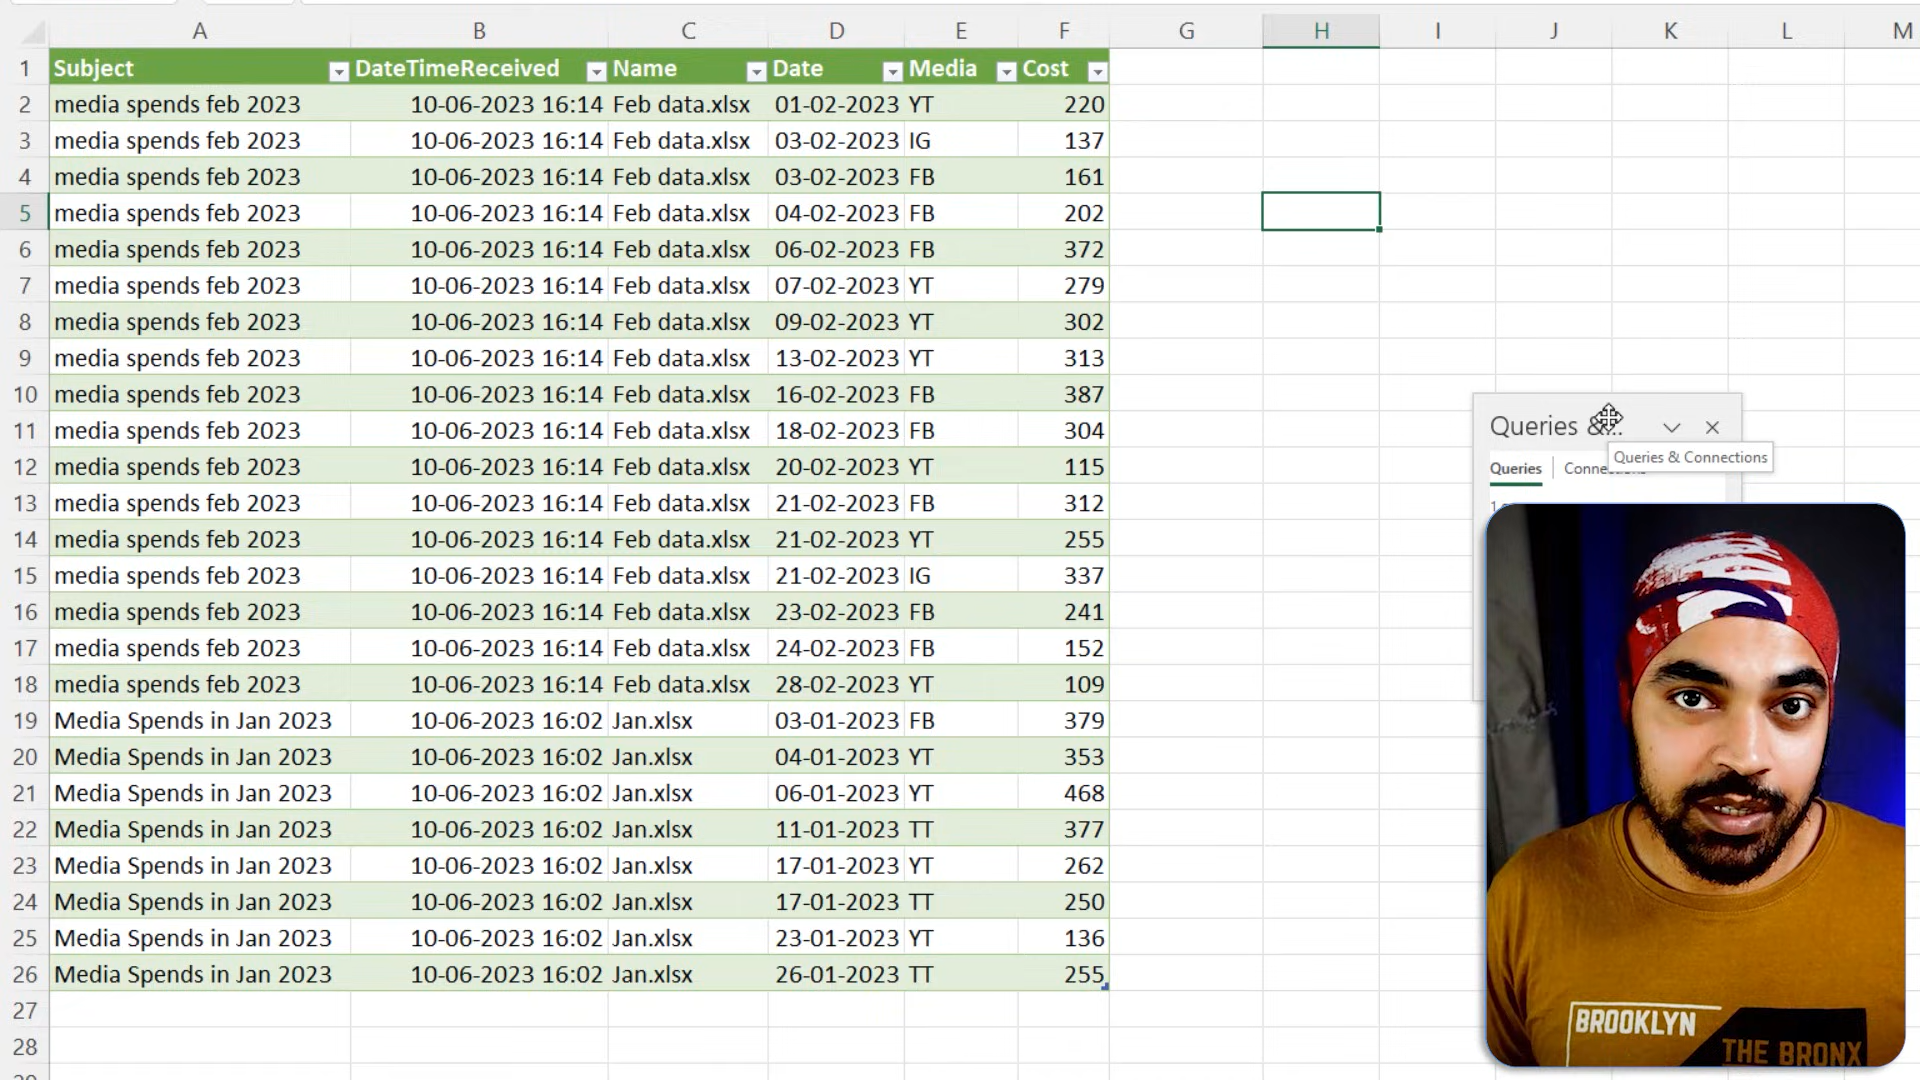 A B C D E F G H I J K L M
1 Subject DateTimeReceived Name Date Media Cost
2 media spends feb 2023 10-06-2023 16:14 Feb data.xlsx 01-02-2023 YT 220
3 media spends feb 2023 10-06-2023 16:14 Feb data.xlsx 03-02-2023 IG 137
4 media spends feb 2023 10-06-2023 16:14 Feb data.xlsx 03-02-2023 FB 161
5 media spends feb 2023 10-06-2023 16:14 Feb data.xlsx 04-02-2023 FB 202
6 media spends feb 2023 10-06-2023 16:14 Feb data.xlsx 06-02-2023 FB 372
7 media spends feb 2023 10-06-2023 16:14 Feb data.xlsx 07-02-2023 YT 279
8 media spends feb 2023 10-06-2023 16:14 Feb data.xlsx 09-02-2023 YT 302
9 media spends feb 2023 10-06-2023 16:14 Feb data.xlsx 13-02-2023 YT 313
10 media spends feb 2023 10-06-2023 16:14 Feb data.xlsx 16-02-2023 FB 387
11 media spends feb 2023 10-06-2023 16:14 Feb data.xlsx 18-02-2023 FB 304
12 media spends feb 2023 10-06-2023 16:14 Feb data.xlsx 20-02-2023 YT 115
13 media spends feb 2023 10-06-2023 16:14 Feb data.xlsx 21-02-2023 FB 312
14 media spends feb 2023 10-06-2023 16:14 Feb data.xlsx 21-02-2023 YT 255
15 media spends feb 2023 10-06-2023 16:14 Feb data.xlsx 21-02-2023 IG 337
16 media spends feb 2023 10-06-2023 16:14 Feb data.xlsx 23-02-2023 FB 241
17 media spends feb 2023 10-06-2023 16:14 Feb data.xlsx 24-02-2023 FB 152
18 media spends feb 2023 10-06-2023 16:14 Feb data.xlsx 28-02-2023 YT 109
19 Media Spends in Jan 2023 10-06-2023 16:02 Jan.xlsx 03-01-2023 FB 379
20 Media Spends in Jan 2023 10-06-2023 16:02 Jan.xlsx 04-01-2023 YT 353
21 Media Spends in Jan 2023 10-06-2023 16:02 Jan.xlsx 06-01-2023 YT 468
22 Media Spends in Jan 2023 10-06-2023 16:02 Jan.xlsx 11-01-2023 TT 377
23 Media Spends in Jan 2023 10-06-2023 16:02 Jan.xlsx 17-01-2023 YT 262
24 Media Spends in Jan 2023 10-06-2023 16:02 Jan.xlsx 17-01-2023 TT 250
25 Media Spends in Jan 2023 10-06-2023 16:02 Jan.xlsx 23-01-2023 YT 136
26 Media Spends in Jan 2023 10-06-2023 16:02 Jan.xlsx 26-01-2023 TT 255
27
28
Queries &...
Queries & Connections
Queries
BROOKLYN
THE BRONX